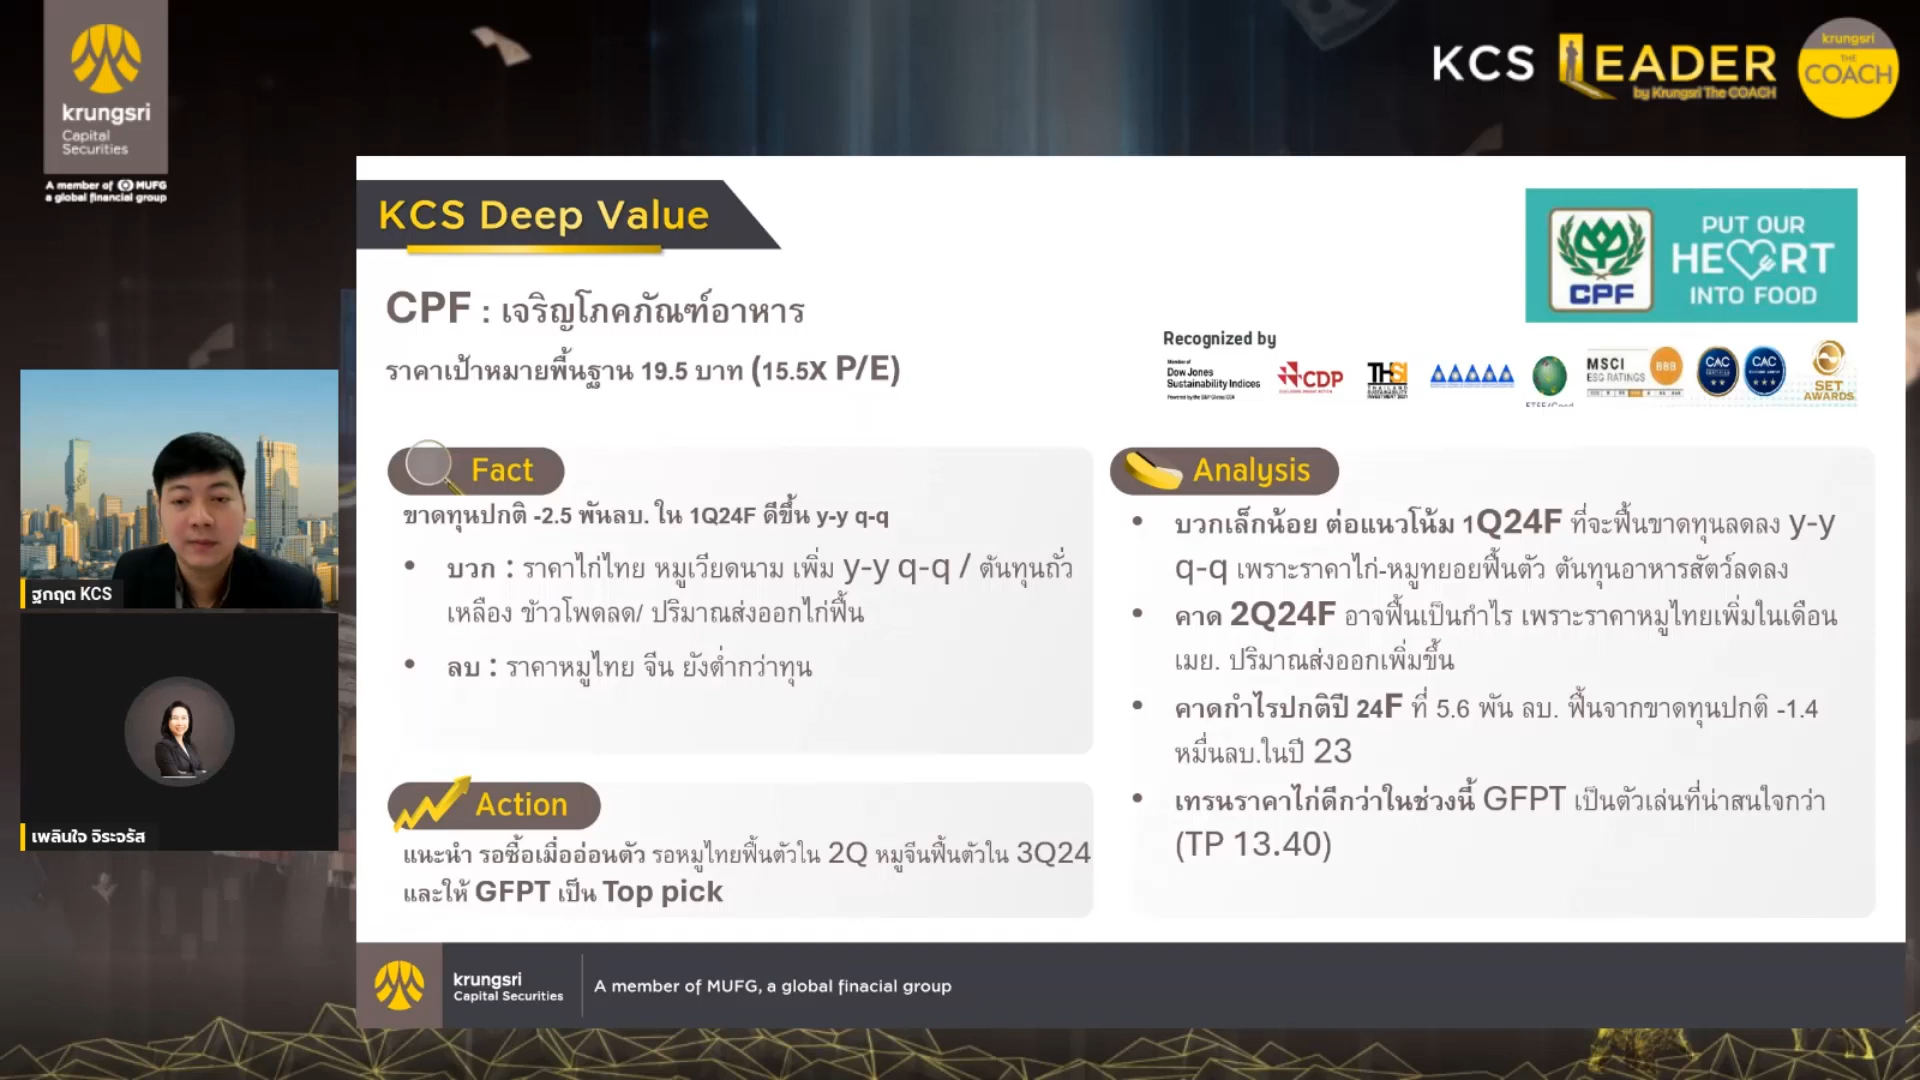 krungsri
Capital
Securities
A member of MUFG
a global financial group
KCS LEADER
by Krungsri The COACH
krungsri
THE
COACH
KCS Deep Value
PUT OUR
HEART
INTO FOOD
CPF
CPF : เจริญโภคภัณฑ์อาหาร
ราคาเป้าหมายพื้นฐาน 19.5 บาท (15.5x P/E)
Recognized by
Member of
Dow Jones
Sustainability Indices
Powered by the S&P Global CSA
CDP
THSI
MSCI
ESG RATINGS
BBB
CAC
CAC
SET
AWARDS
Fact
ขาดทุนปกติ -2.5 พันลบ. ใน 1Q24F ดีขึ้น y-y q-q
• บวก : ราคาไก่ไทย หมูเวียดนาม เพิ่ม y-y q-q / ต้นทุนถั่ว
เหลือง ข้าวโพดลด/ ปริมาณส่งออกไก่ฟื้น
• ลบ : ราคาหมูไทย จีน ยังต่ำกว่าทุน
Action
แนะนำ รอซื้อเมื่ออ่อนตัว รอหมูไทยฟื้นตัวใน 2Q หมูจีนฟื้นตัวใน 3Q24
และให้ GFPT เป็น Top pick
Analysis
• บวกเล็กน้อย ต่อแนวโน้ม 1Q24F ที่จะฟื้นขาดทุนลดลง y-y
q-q เพราะราคาไก่-หมูทยอยฟื้นตัว ต้นทุนอาหารสัตว์ลดลง
• คาด 2Q24F อาจฟื้นเป็นกำไร เพราะราคาหมูไทยเพิ่มในเดือน
เมย. ปริมาณส่งออกเพิ่มขึ้น
• คาดกำไรปกติปี 24F ที่ 5.6 พัน ลบ. ฟื้นจากขาดทุนปกติ -1.4
หมื่นลบ.ในปี 23
• เทรนราคาไก่ดีกว่าในช่วงนี้ GFPT เป็นตัวเล่นที่น่าสนใจกว่า
(TP 13.40)
ฐกฤต KCS
เพลินใจ จิระจรัส
krungsri
Capital Securities
A member of MUFG, a global finacial group